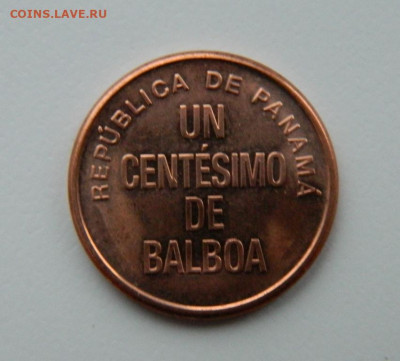 COINS.LAVE.RU
REPÚBLICA DE PANAMÁ
UN
CENTÉSIMO
DE
BALBOA